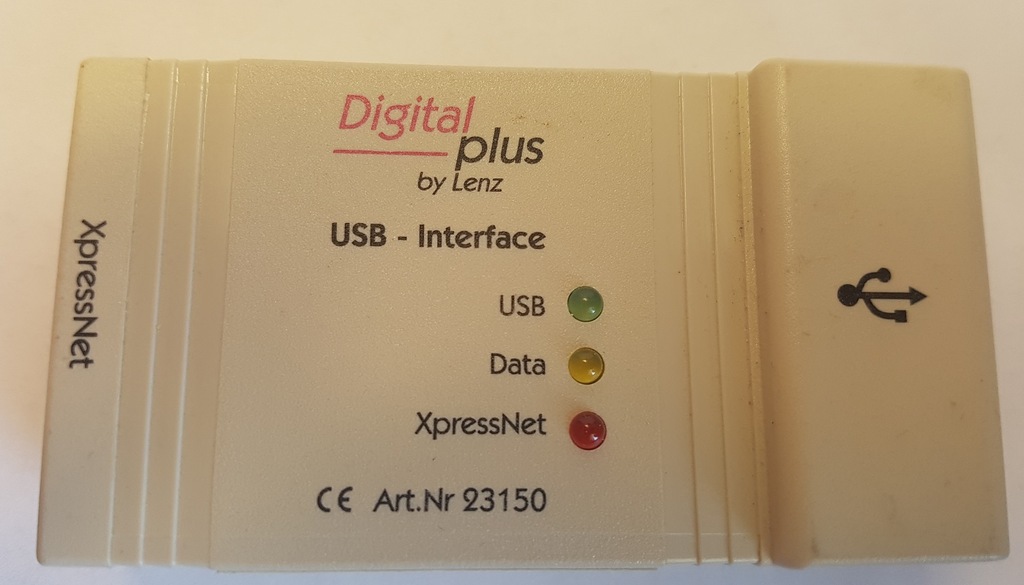 Digital
plus
by Lenz
USB - Interface
USB
Data
XpressNet
CE Art.Nr 23150
XpressNet